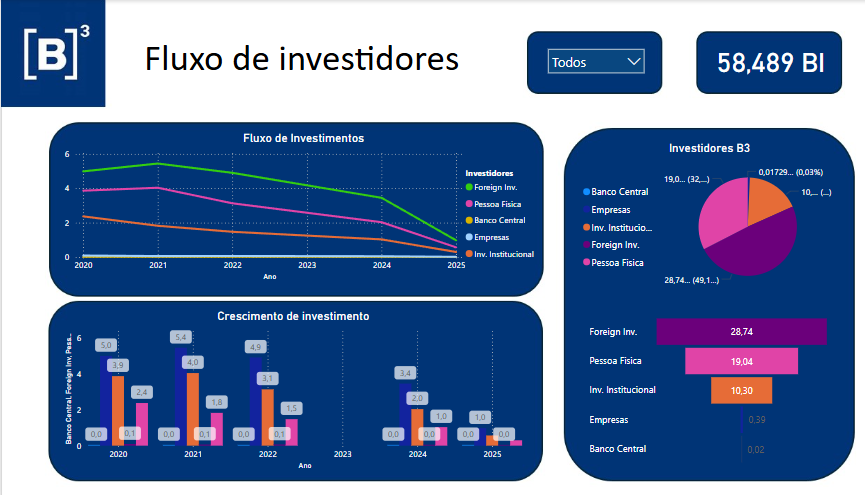 [B]³
Fluxo de investidores
Todos
58,489 BI
Fluxo de Investimentos
6
4
2
0
2020 2021 2022 2023 2024 2025
Ano
Investidores
Foreign Inv.
Pessoa Fisica
Banco Central
Empresas
Inv. Institucional
Crescimento de investimento
Banco Central, Foreign Inv, Pess...
6
4
2
0
5,0 5,4 4,9 3,4 1,0
3,9 4,0 3,1 2,0
2,4 1,8 1,5 1,0
0,0 0,1 0,0 0,1 0,0 0,1 0,0 0,0 0,0 0,0
2020 2021 2022 2023 2024 2025
Ano
Investidores B3
Banco Central
Empresas
Inv. Institucio...
Foreign Inv.
Pessoa Fisica
0,01729... (0,03%)
19,0... (32,...)
10,... (...)
28,74... (49,1...)
Foreign Inv. 28,74
Pessoa Fisica 19,04
Inv. Institucional 10,30
Empresas 0,39
Banco Central 0,02